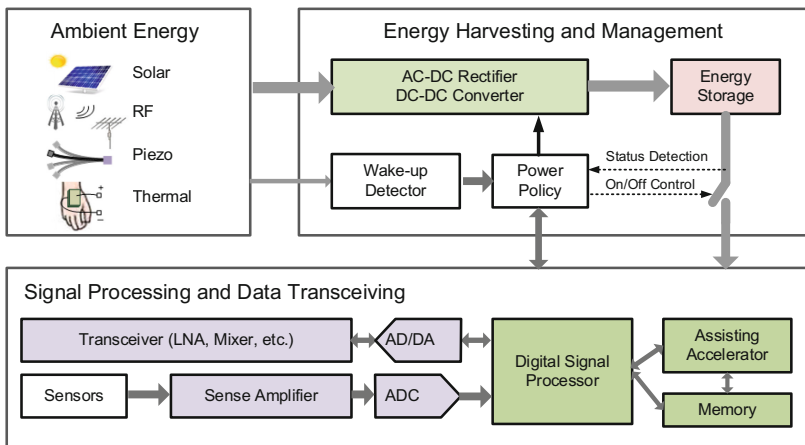 Ambient Energy
Solar
RF
Piezo
Thermal
+
−
Energy Harvesting and Management
AC-DC Rectifier
DC-DC Converter
Energy
Storage
Wake-up
Detector
Power
Policy
Status Detection
On/Off Control
Signal Processing and Data Transceiving
Transceiver (LNA, Mixer, etc.)
AD/DA
Digital Signal
Processor
Assisting
Accelerator
Sensors
Sense Amplifier
ADC
Memory